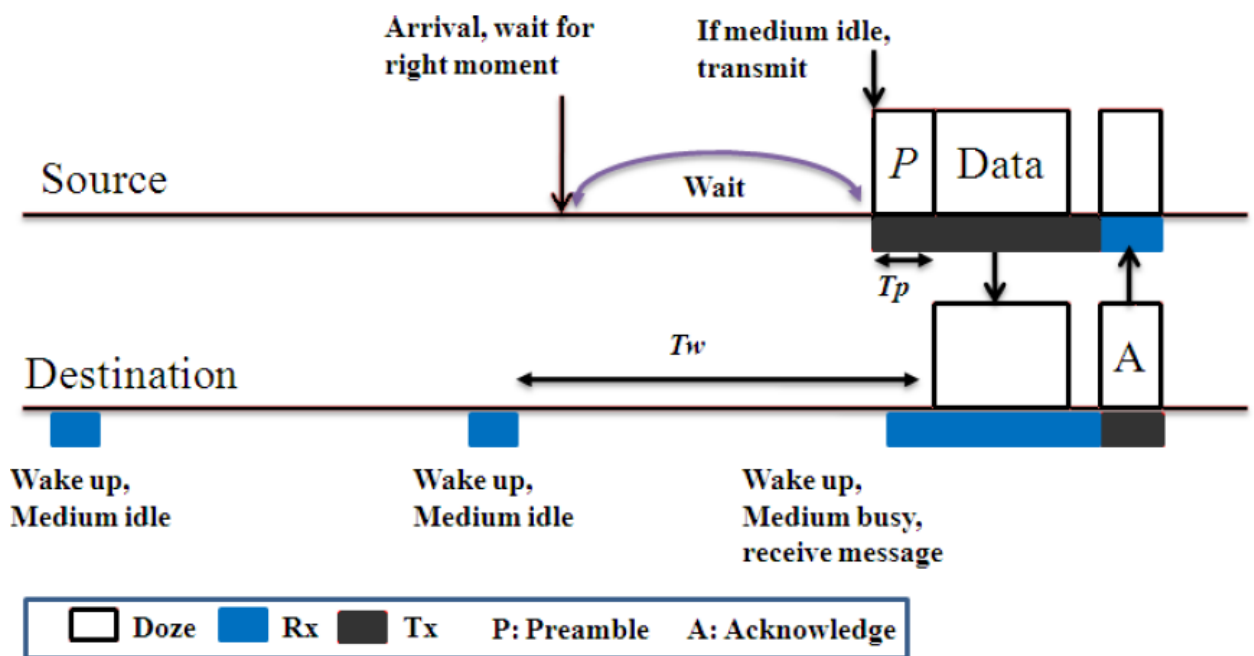 Arrival, wait for
right moment
If medium idle,
transmit
Source
Wait
P
Data
Tp
Tw
Destination
A
Wake up,
Medium idle
Wake up,
Medium idle
Wake up,
Medium busy,
receive message
Doze
Rx
Tx
P: Preamble
A: Acknowledge